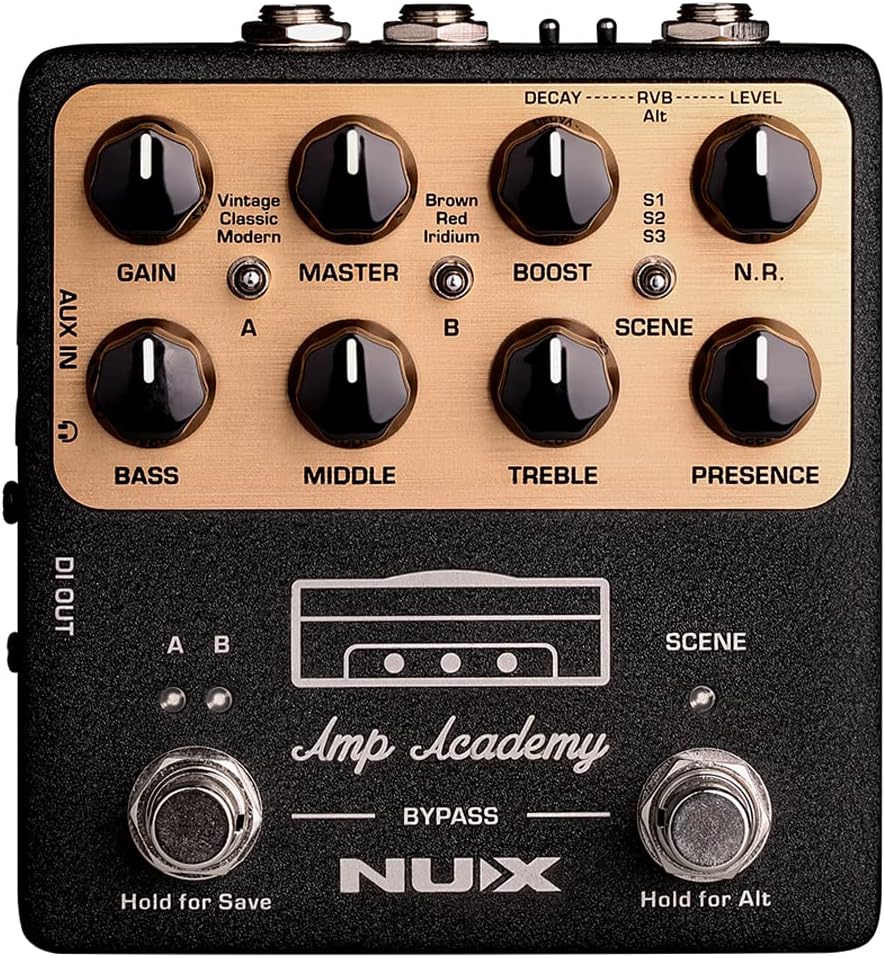 DECAY ------ RVB ------ LEVEL
Alt
Vintage
Classic
Modern
Brown
Red
Iridium
S1
S2
S3
GAIN
MASTER
BOOST
N.R.
A
B
SCENE
AUX IN
BASS
MIDDLE
TREBLE
PRESENCE
DI OUT
A B
SCENE
Amp Academy
BYPASS
NUX
Hold for Save
Hold for Alt